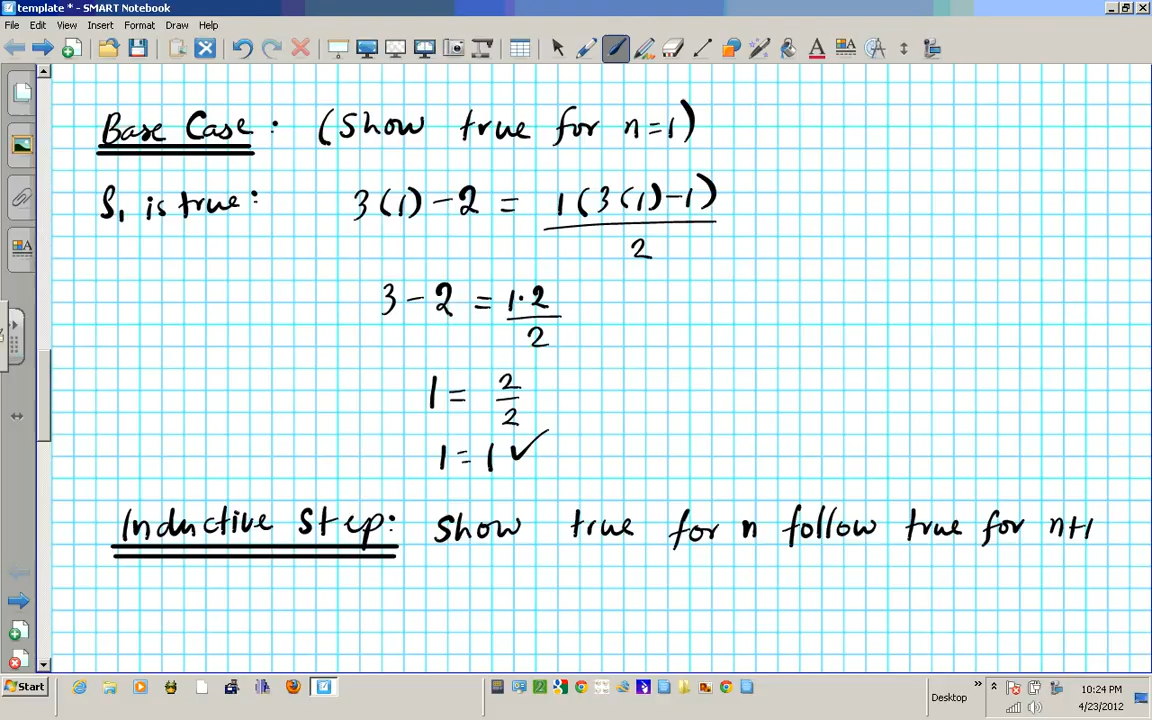 template * - SMART Notebook
File Edit View Insert Format Draw Help
Base Case: (Show true for n=1)
S₁ is true: 3(1)-2 = 1(3(1)-1)
2
3-2 = 1·2
2
1 = 2
2
1=1 ✓
Inductive Step: Show true for n follow true for n+1
Start
Desktop
»
10:24 PM
4/23/2012